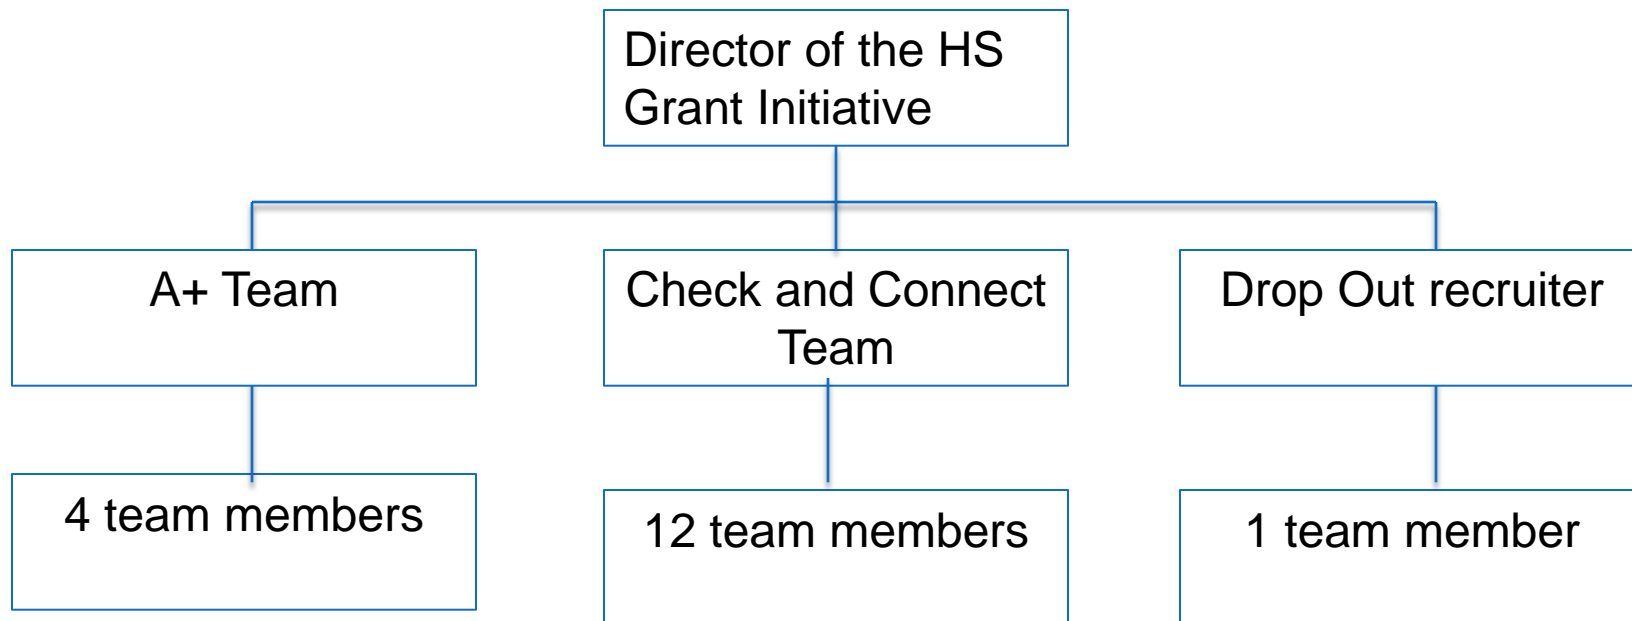 Director of the HS
Grant Initiative
A+ Team
Check and Connect
Team
Drop Out recruiter
4 team members
12 team members
1 team member